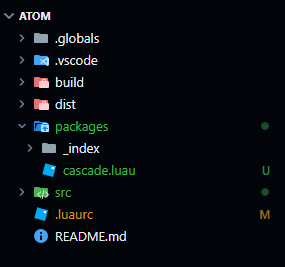 ATOM
.globals
.vscode
build
dist
packages
_index
cascade.luau U
src
.luaurc M
README.md